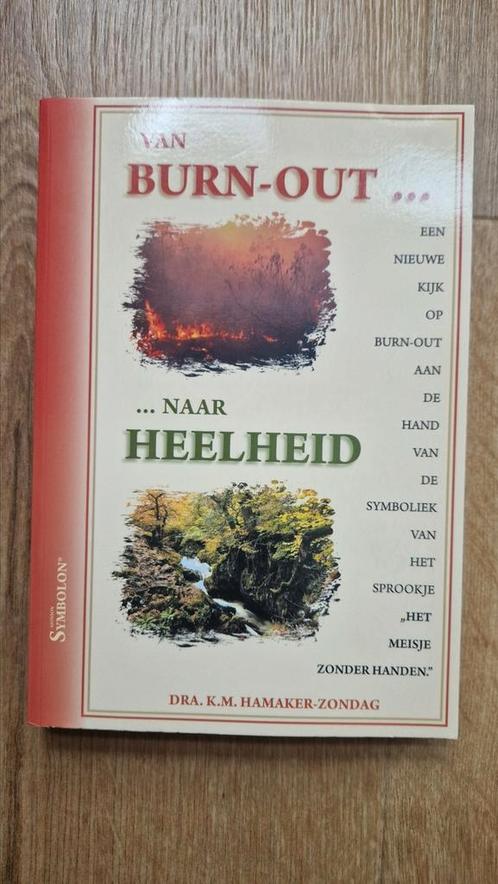 VAN
BURN-OUT ...
... NAAR
HEELHEID
EEN
NIEUWE
KIJK
OP
BURN-OUT
AAN
DE
HAND
VAN
DE
SYMBOLIEK
VAN
HET
SPROOKJE
„HET
MEISJE
ZONDER HANDEN.”
DRA. K.M. HAMAKER-ZONDAG
SYMBOLON®